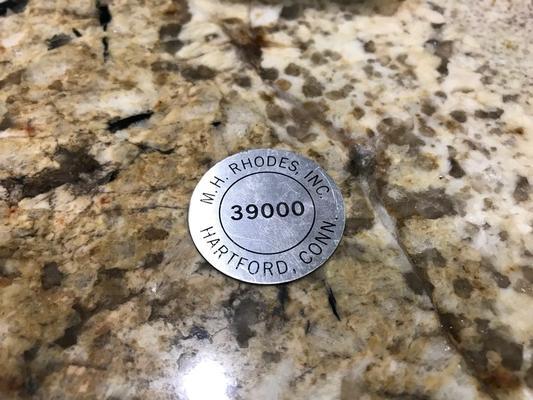 M. H. RHODES, INC.
39000
HARTFORD, CONN